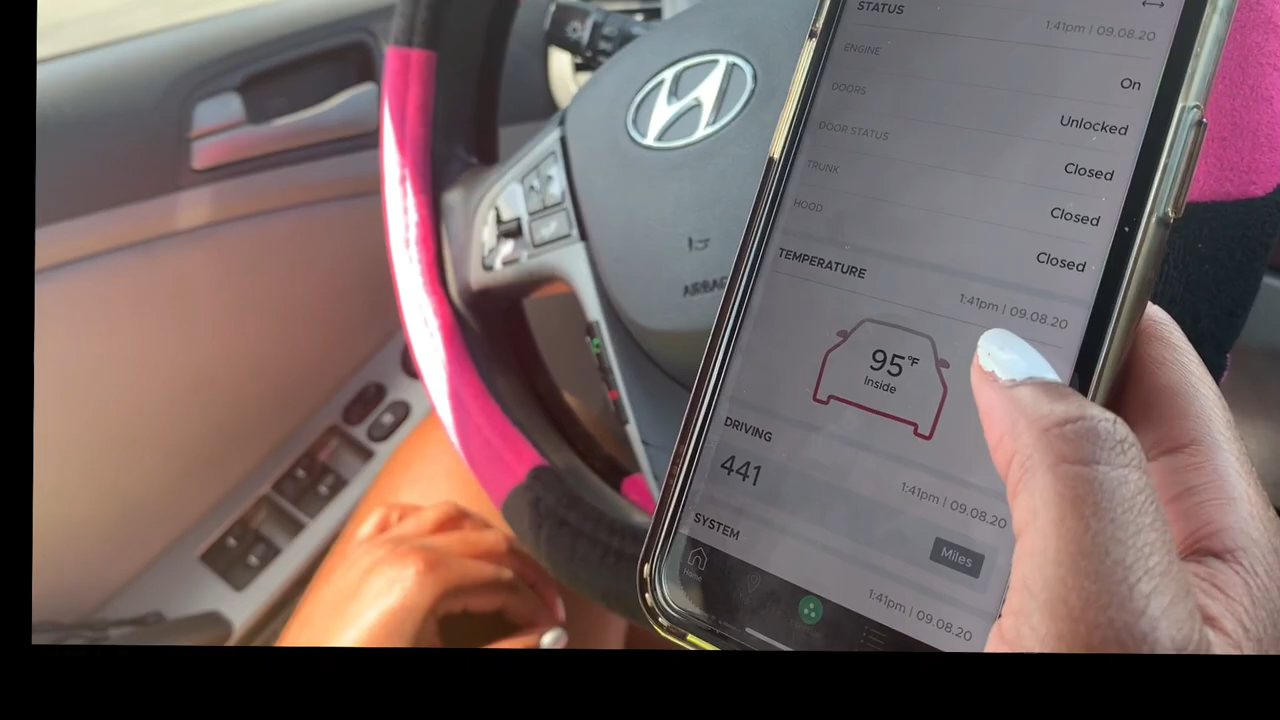 STATUS
1:41pm | 09.08.20
ENGINE
On
DOORS
Unlocked
DOOR STATUS
Closed
TRUNK
Closed
HOOD
Closed
TEMPERATURE
1:41pm | 09.08.20
95°F
Inside
DRIVING
441
1:41pm | 09.08.20
Miles
SYSTEM
1:41pm | 09.08.20
Home